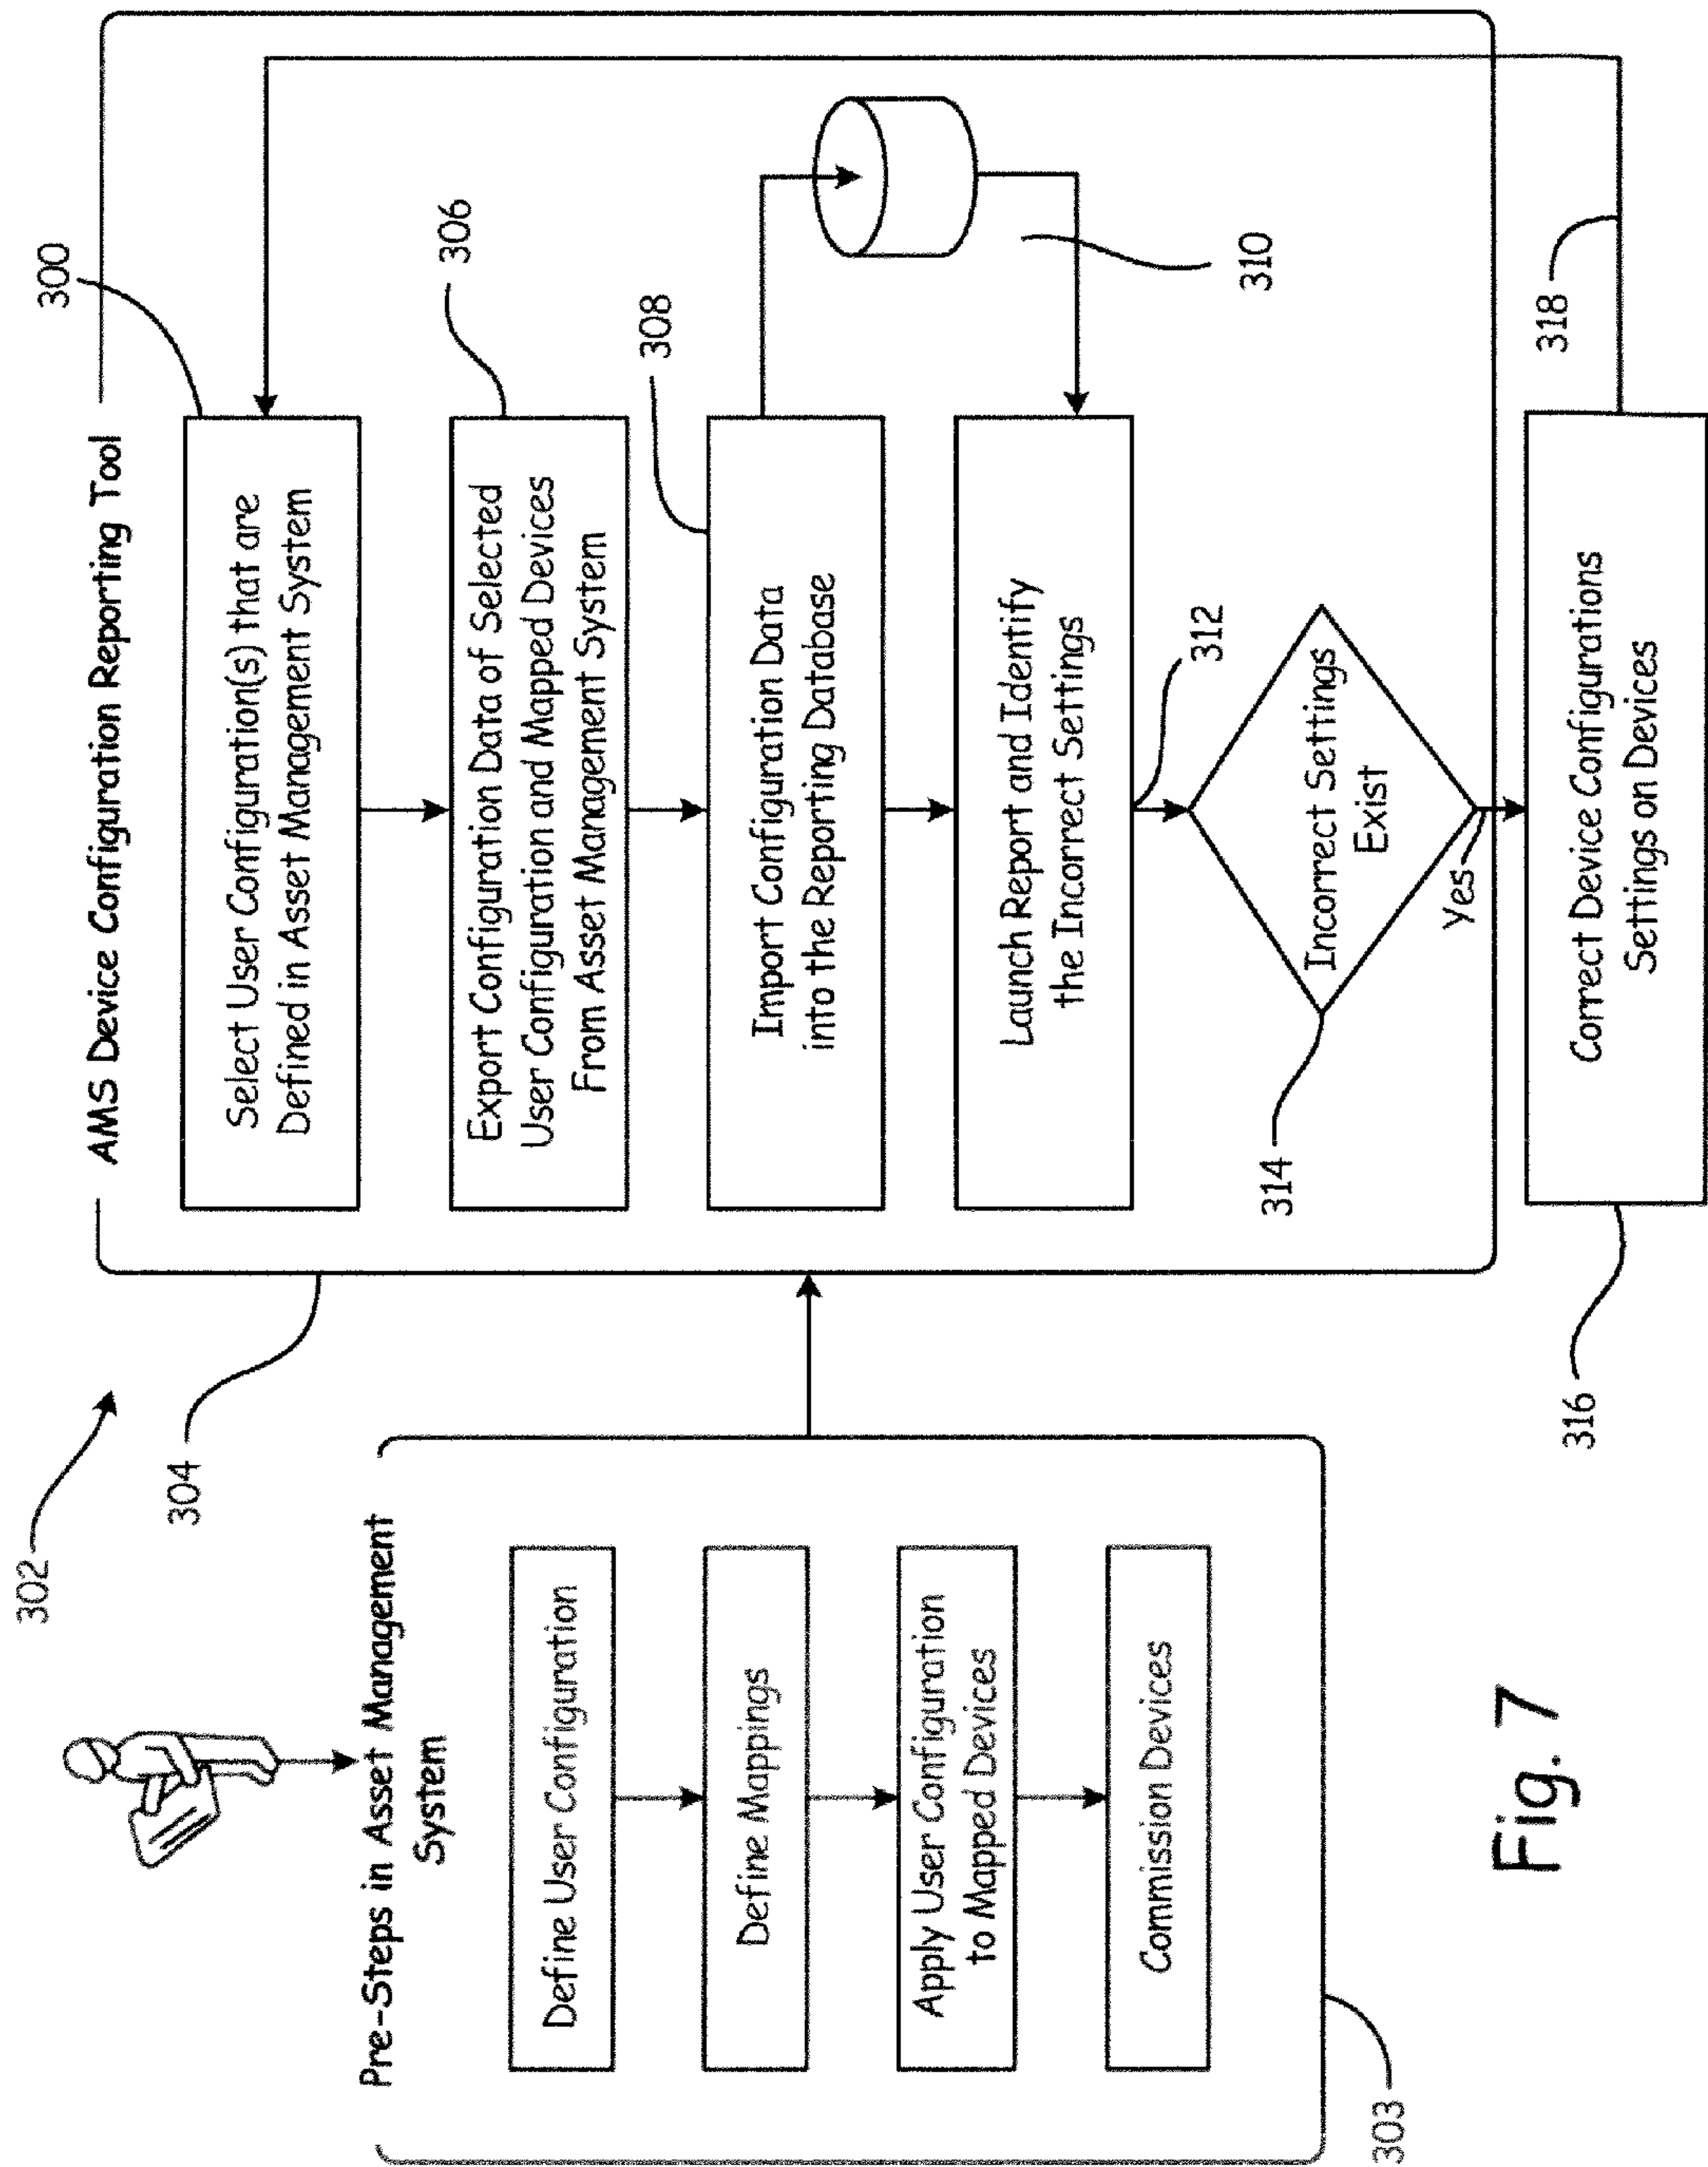 302
304
Pre-Steps in Asset Management
System
Define User Configuration
Define Mappings
Apply User Configuration
to Mapped Devices
Commission Devices
303
AMS Device Configuration Reporting Tool
300
Select User Configuration(s) that are
Defined in Asset Management System
306
Export Configuration Data of Selected
User Configuration and Mapped Devices
From Asset Management System
308
Import Configuration Data
into the Reporting Database
310
Launch Report and Identify
the Incorrect Settings
312
Incorrect Settings
Exist
314
Yes
Correct Device Configurations
Settings on Devices
316
318
Fig. 7